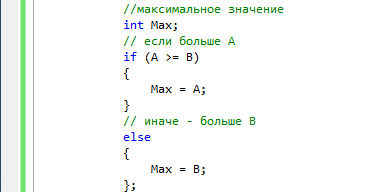 //максимальное значение
int Max;
// если больше A
if (A >= B)
{
Max = A;
}
// иначе - больше B
else
{
Max = B;
};